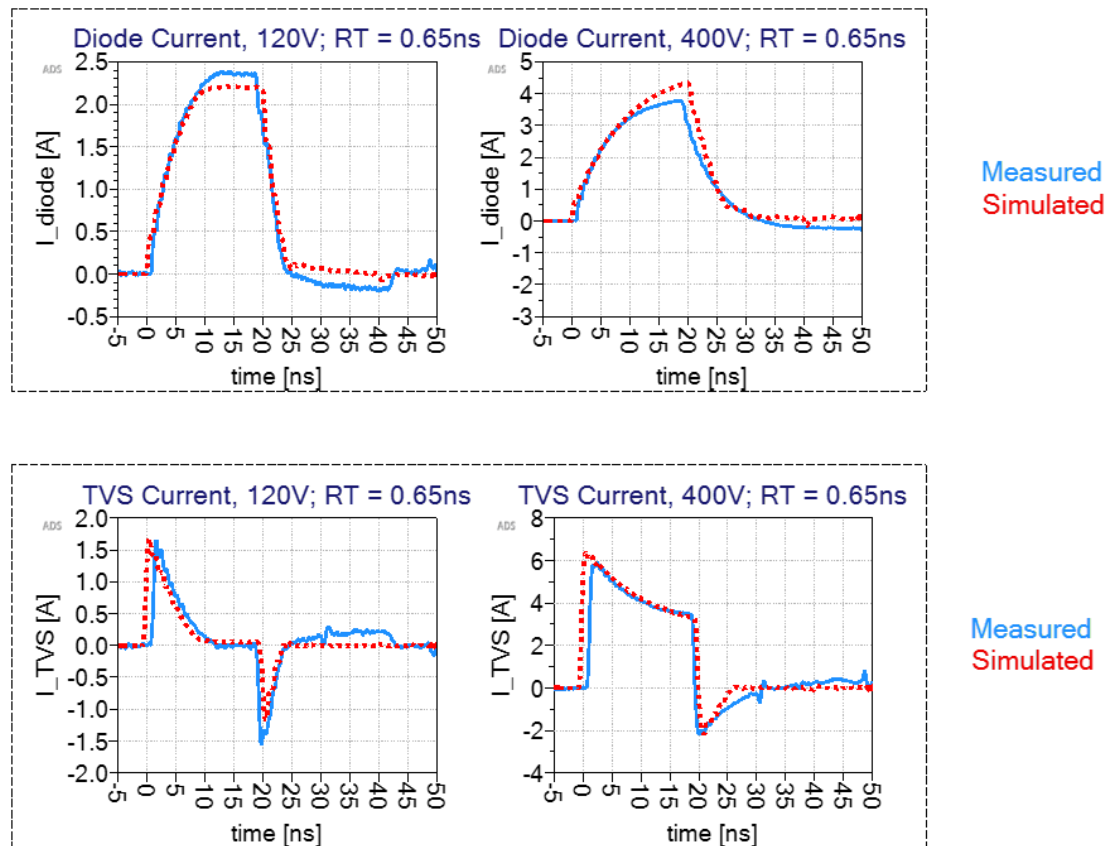 Diode Current, 120V; RT = 0.65ns
ADS
2.5
2.0
1.5
1.0
0.5
0.0
-0.5
I_diode [A]
-5 0 5 10 15 20 25 30 35 40 45 50
time [ns]
Diode Current, 400V; RT = 0.65ns
ADS
5
4
3
2
1
0
-1
-2
-3
I_diode [A]
-5 0 5 10 15 20 25 30 35 40 45 50
time [ns]
Measured
Simulated
TVS Current, 120V; RT = 0.65ns
ADS
2.0
1.5
1.0
0.5
0.0
-0.5
-1.0
-1.5
-2.0
I_TVS [A]
-5 0 5 10 15 20 25 30 35 40 45 50
time [ns]
TVS Current, 400V; RT = 0.65ns
ADS
8
6
4
2
0
-2
-4
I_TVS [A]
-5 0 5 10 15 20 25 30 35 40 45 50
time [ns]
Measured
Simulated